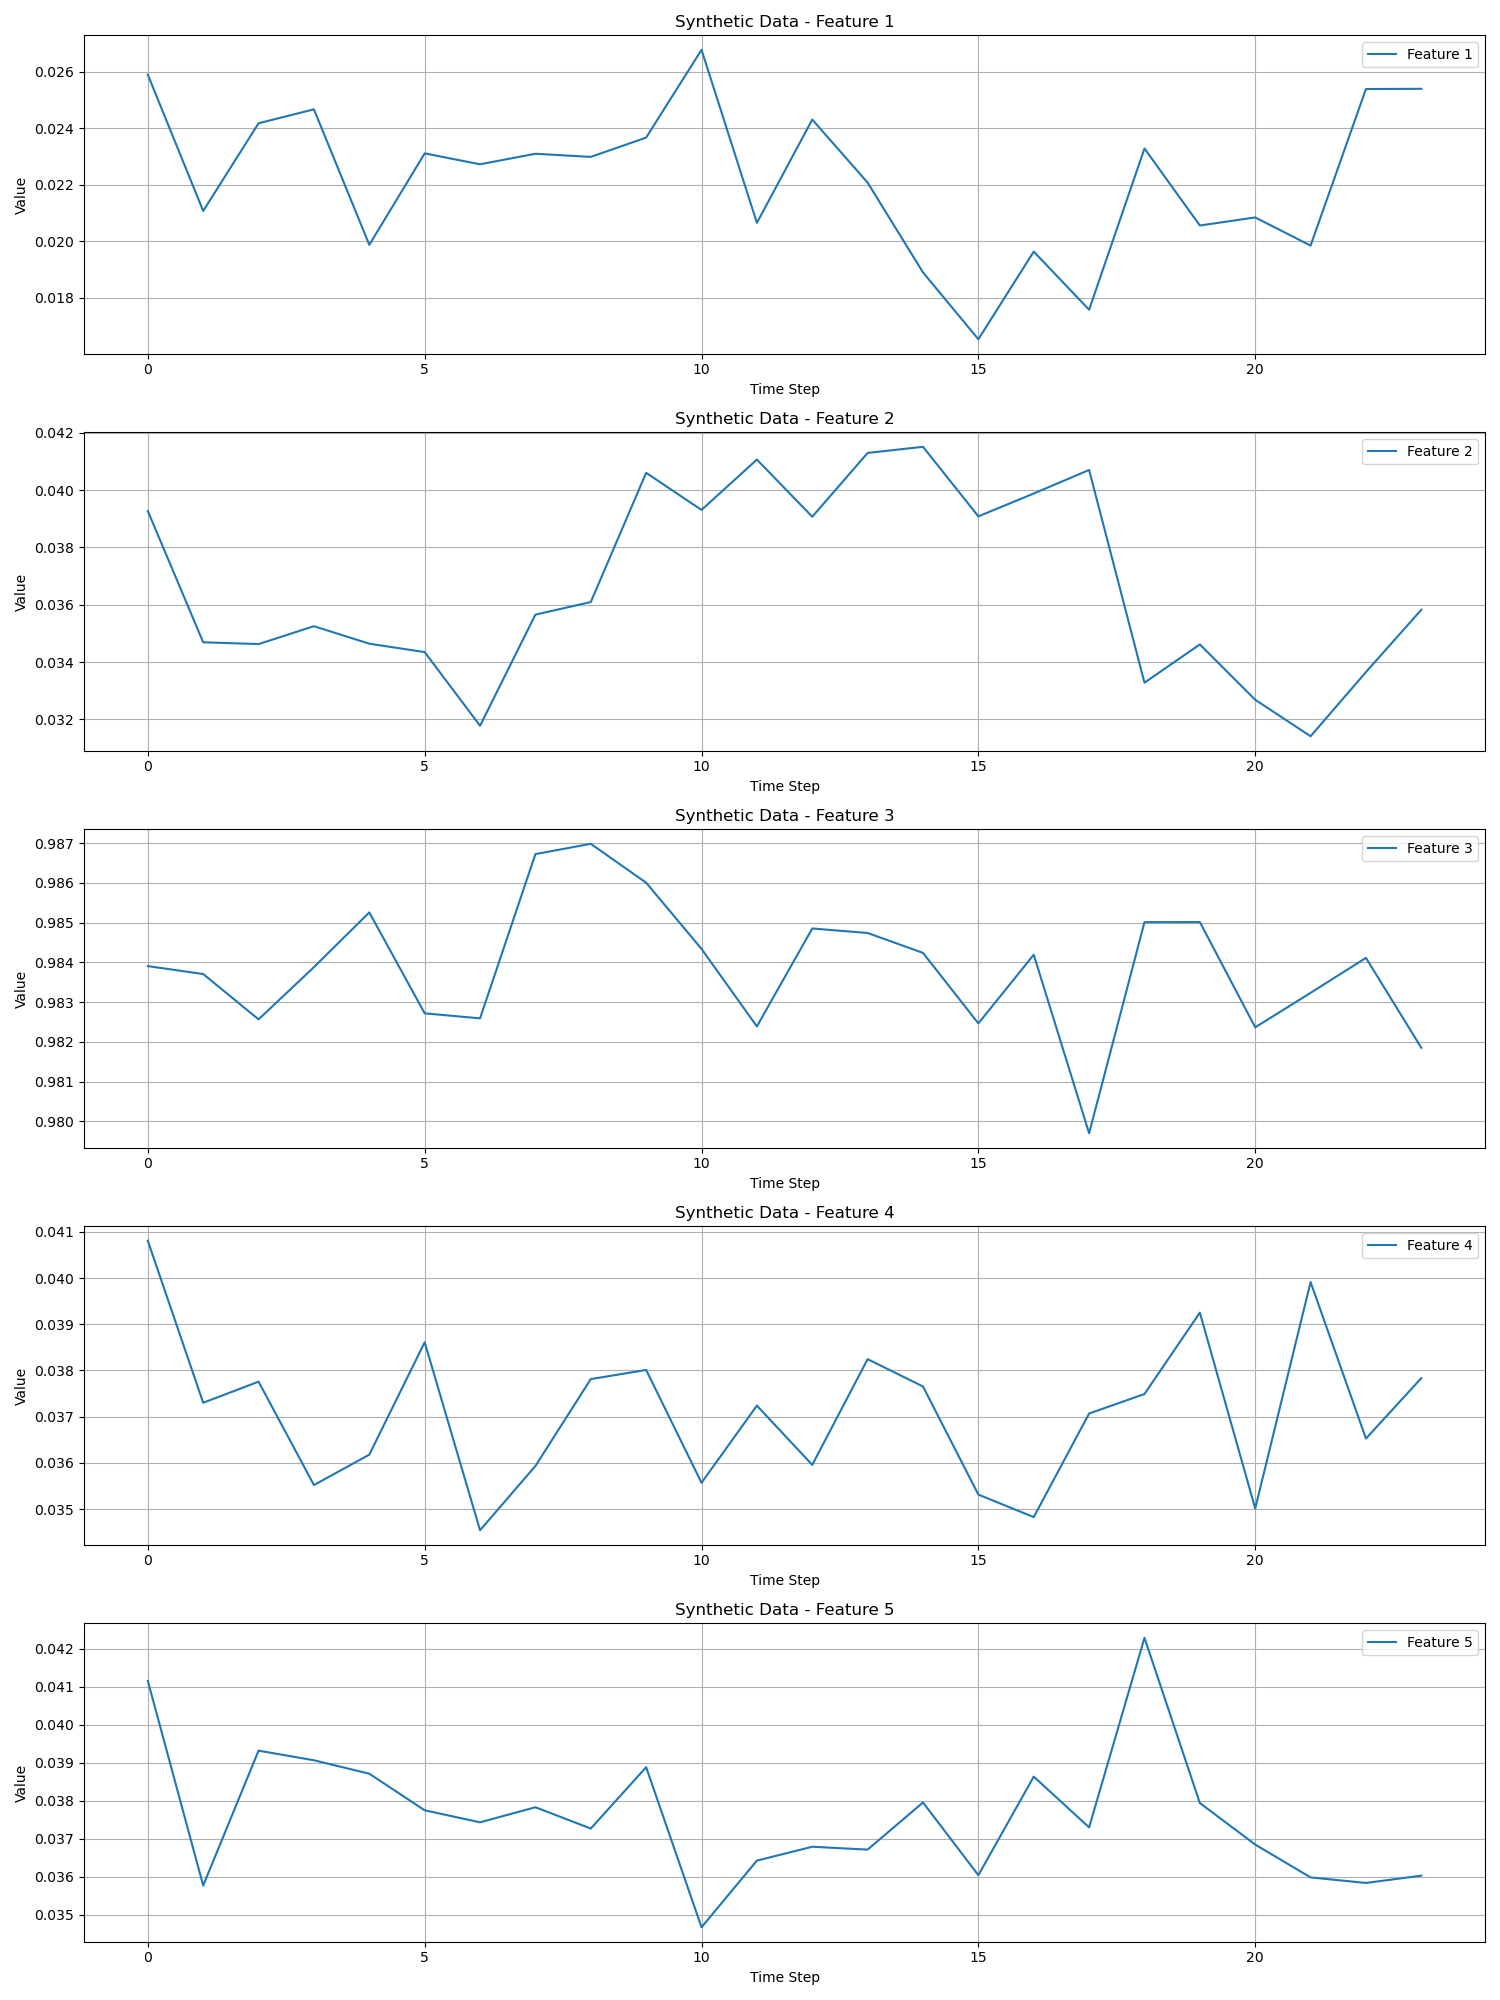 Synthetic Data - Feature 1
Feature 1
0.026
0.024
0.022
0.020
0.018
Value
0 5 10 15 20
Time Step
Synthetic Data - Feature 2
Feature 2
0.042
0.040
0.038
0.036
0.034
0.032
Value
0 5 10 15 20
Time Step
Synthetic Data - Feature 3
Feature 3
0.987
0.986
0.985
0.984
0.983
0.982
0.981
0.980
Value
0 5 10 15 20
Time Step
Synthetic Data - Feature 4
Feature 4
0.041
0.040
0.039
0.038
0.037
0.036
0.035
Value
0 5 10 15 20
Time Step
Synthetic Data - Feature 5
Feature 5
0.042
0.041
0.040
0.039
0.038
0.037
0.036
0.035
Value
0 5 10 15 20
Time Step